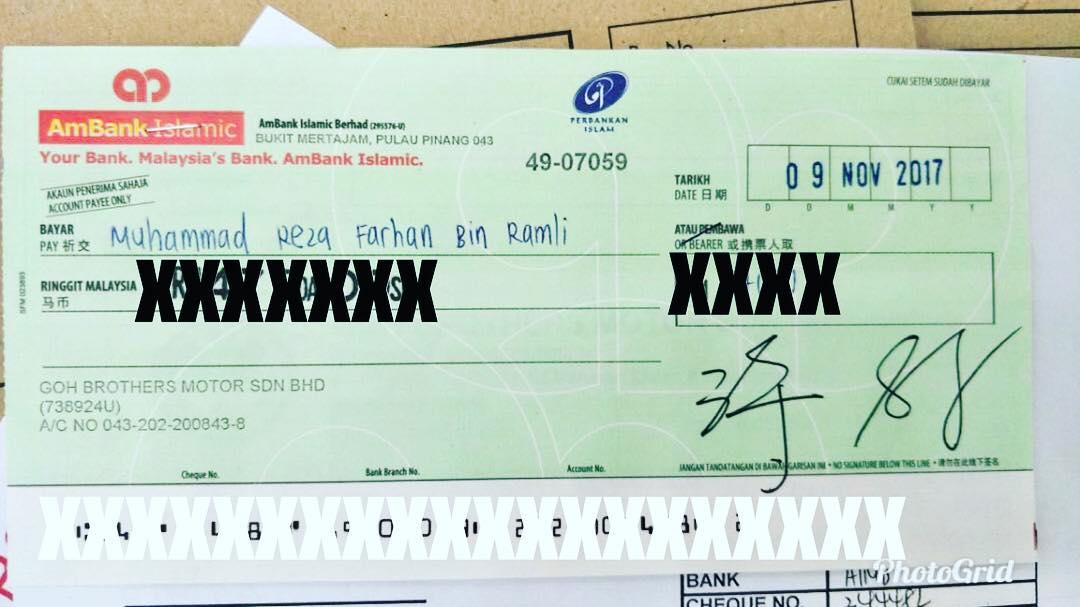 CUKAI SETEM SUDAH DIBAYAR
AmBank Islamic
AmBank Islamic Berhad (295576-U)
BUKIT MERTAJAM, PULAU PINANG 043
Your Bank. Malaysia's Bank. AmBank Islamic.
PERBANKAN
ISLAM
49-07059
AKAUN PENERIMA SAHAJA
ACCOUNT PAYEE ONLY
TARIKH
DATE 日期
09 NOV 2017
D D M M Y Y
BAYAR
PAY 祈交
Muhammad Reza Farhan Bin Ramli
ATAU PEMBAWA
OR BEARER 或携票人取
RINGGIT MALAYSIA
马币
XXXXXXX
XXXX
GOH BROTHERS MOTOR SDN BHD
(738924U)
A/C NO 043-202-200843-8
Cheque No. Bank Branch No. Account No.
JANGAN TANDATANGAN DI BAWAH GARISAN INI • NO SIGNATURE BELOW THIS LINE • 请勿在此线下签名
PhotoGrid
BANK
CHEQUE NO.